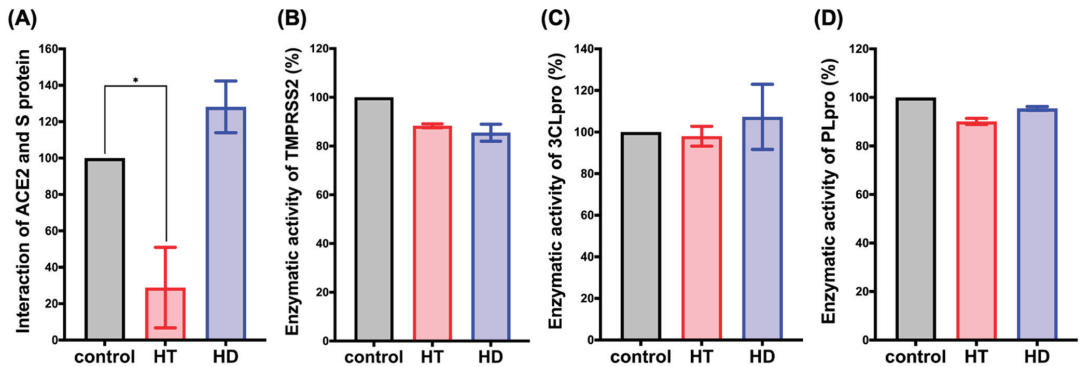 (A)
Interaction of ACE2 and S protein
160
140
120
100
80
60
40
20
0
*
control HT HD
(B)
Enzymatic activity of TMPRSS2 (%)
120
100
80
60
40
20
0
control HT HD
(C)
Enzymatic activity of 3CLpro (%)
140
120
100
80
60
40
20
0
control HT HD
(D)
Enzymatic activity of PLpro (%)
120
100
80
60
40
20
0
control HT HD